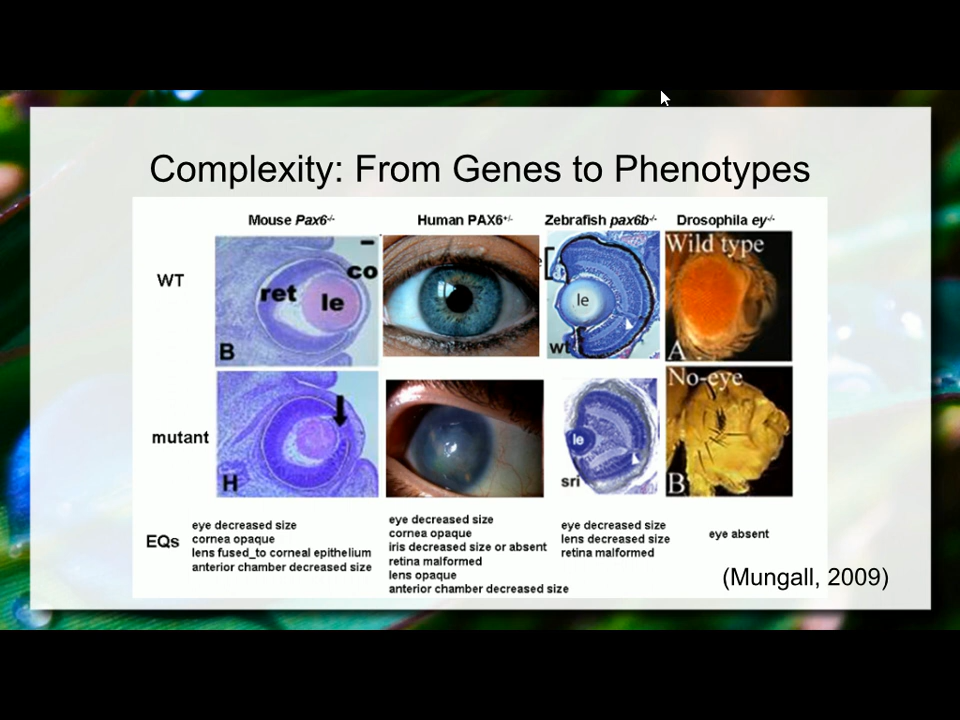 Complexity: From Genes to Phenotypes
Mouse Pax6-/-
Human PAX6+/-
Zebrafish pax6b-/-
Drosophila ey-/-
WT
ret
le
co
B
le
wt
Wild type
A
mutant
H
le
sri
No-eye
B
EQs
eye decreased size
cornea opaque
lens fused_to corneal epithelium
anterior chamber decreased size
eye decreased size
cornea opaque
iris decreased size or absent
retina malformed
lens opaque
anterior chamber decreased size
eye decreased size
lens decreased size
retina malformed
eye absent
(Mungall, 2009)